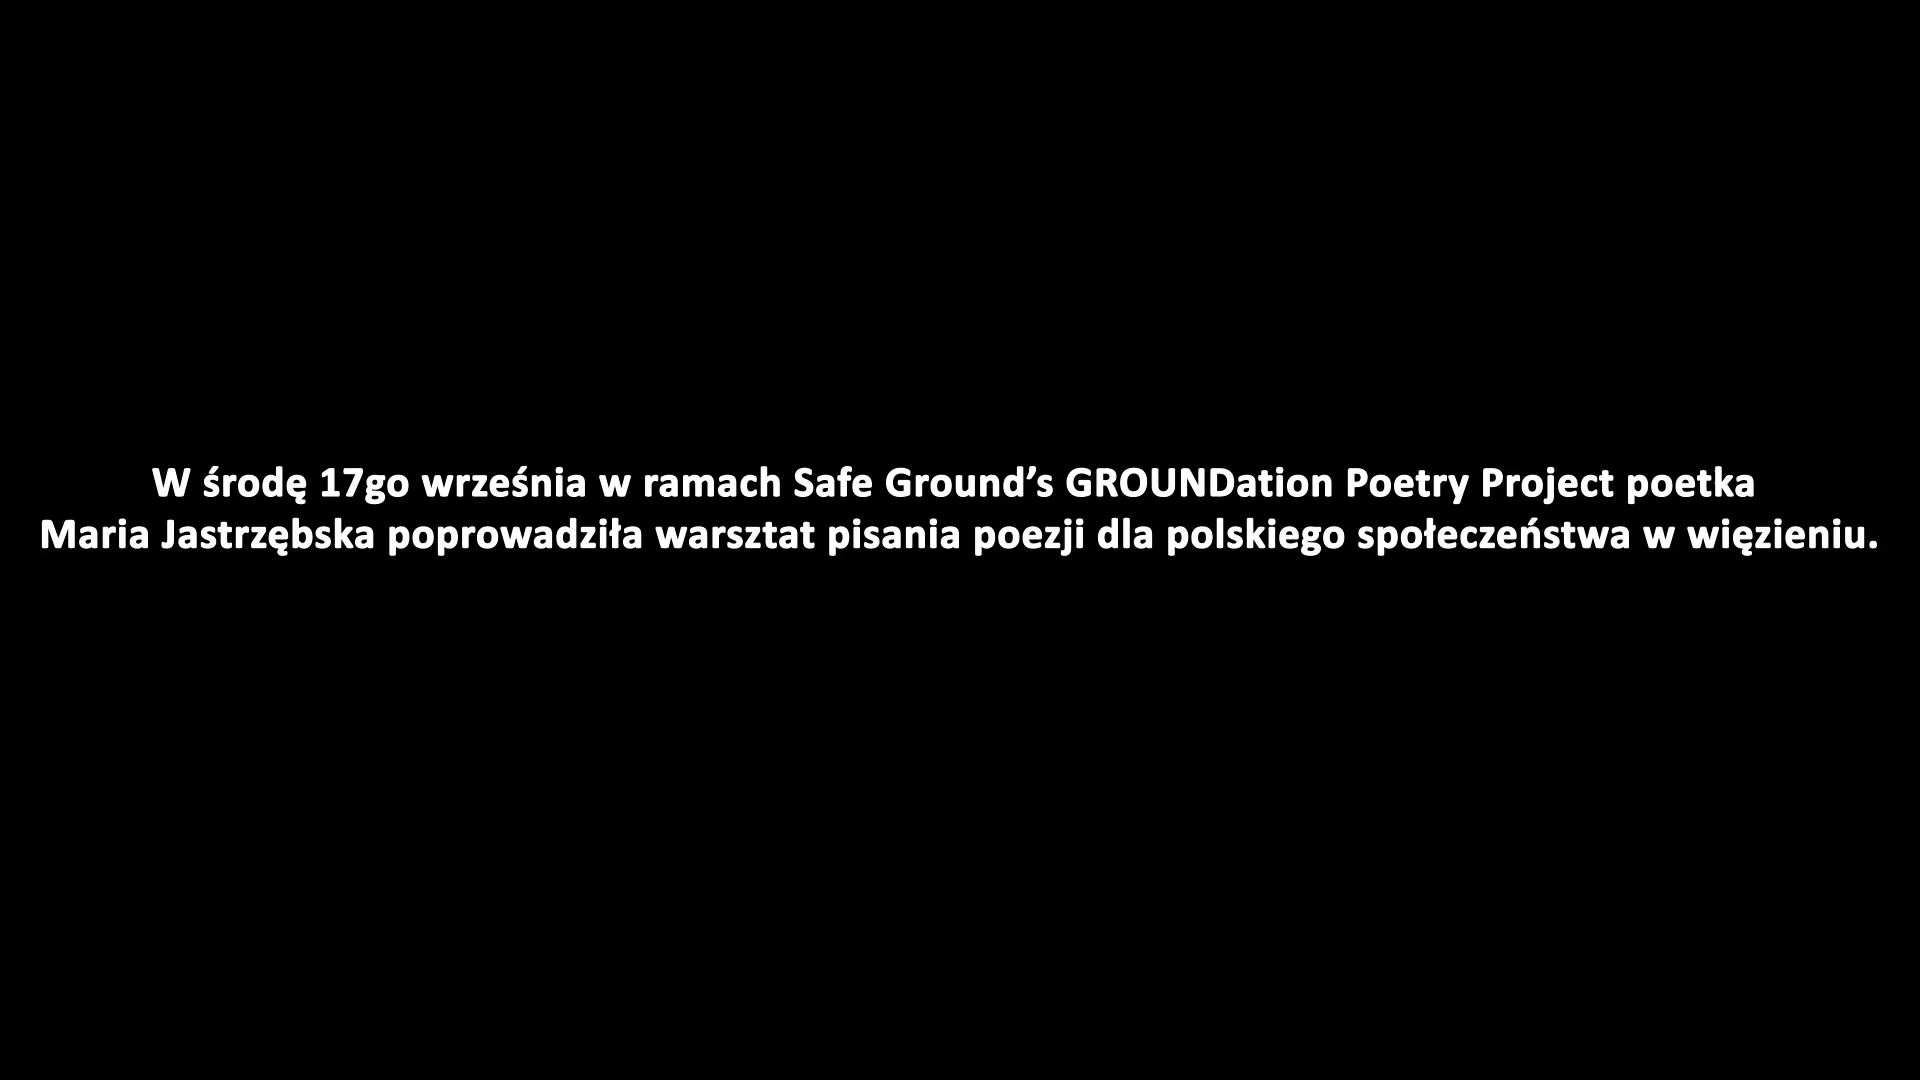 W środę 17go września w ramach Safe Ground’s GROUNDation Poetry Project poetka
Maria Jastrzębska poprowadziła warsztat pisania poezji dla polskiego społeczeństwa w więzieniu.